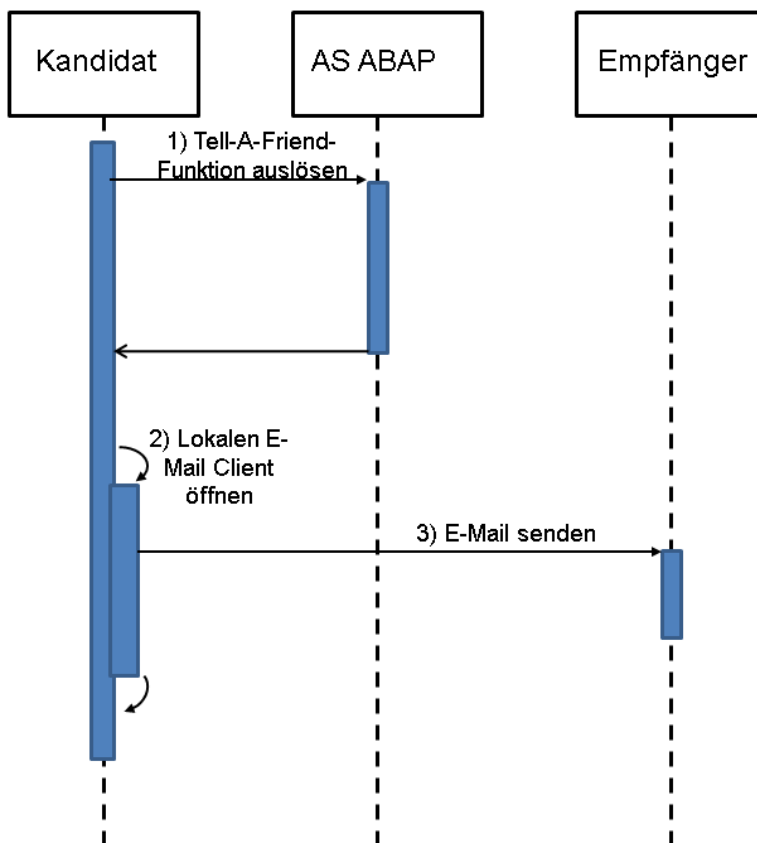 Kandidat
AS ABAP
Empfänger
1) Tell-A-Friend-
Funktion auslösen
2) Lokalen E-
Mail Client
öffnen
3) E-Mail senden